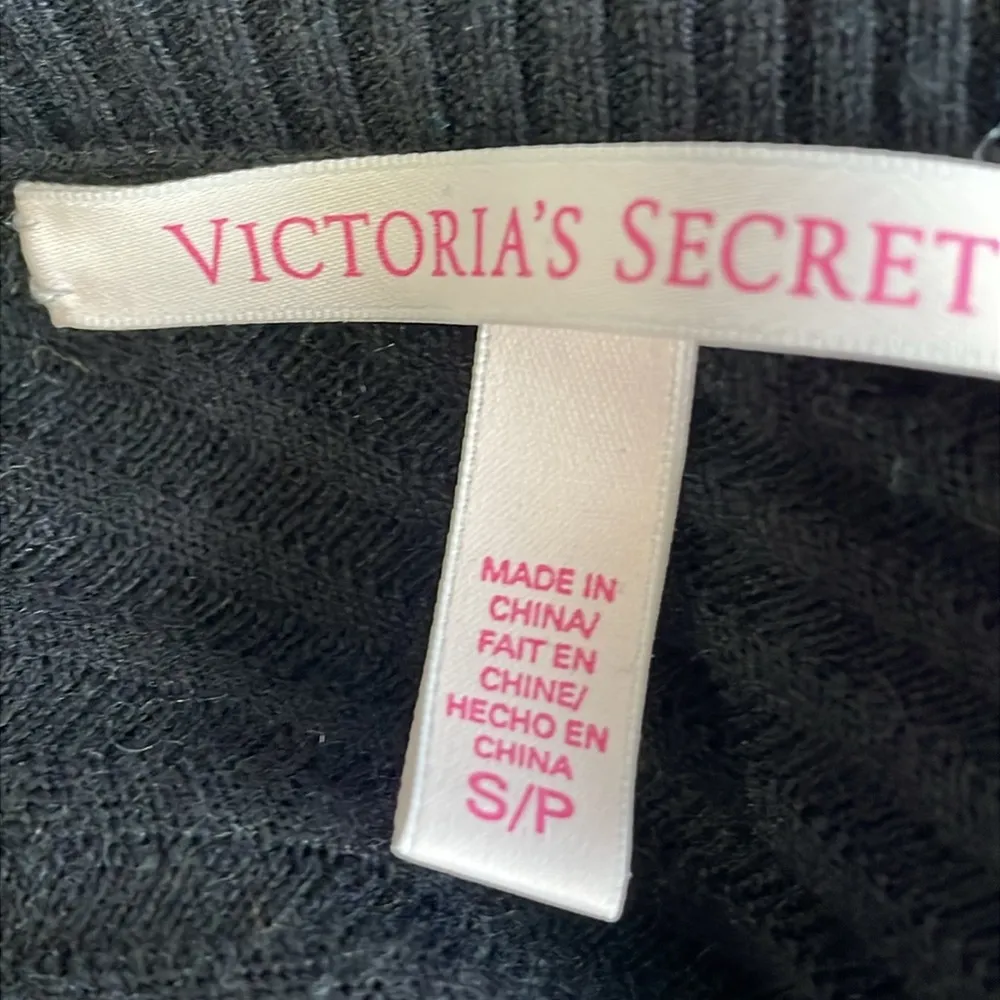 VICTORIA'S SECRET
MADE IN
CHINA/
FAIT EN
CHINE/
HECHO EN
CHINA
S/P